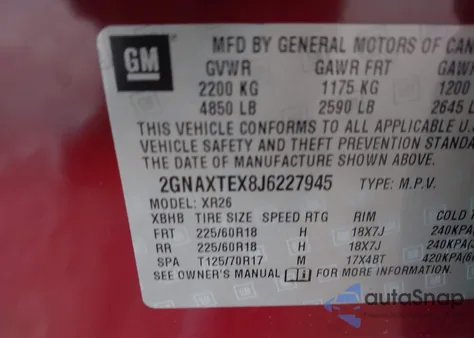 GM
MFD BY GENERAL MOTORS OF CAN
GVWR GAWR FRT GAW
2200 KG 1175 KG 1200
4850 LB 2590 LB 2645
THIS VEHICLE CONFORMS TO ALL APPLICABLE U.
VEHICLE SAFETY AND THEFT PREVENTION STAN
DATE OF MANUFACTURE SHOWN ABOVE.
2GNAXTEX8J6227945 TYPE: M.P.V.
MODEL: XR26
XBHB TIRE SIZE SPEED RTG RIM COLD
FRT 225/60R18 H 18X7J 240KPA(
RR 225/60R18 H 18X7J 240KPA(
SPA T125/70R17 M 17X4BT 420KPA(6
SEE OWNER'S MANUAL FOR MORE INFORMATION.
autoSnap